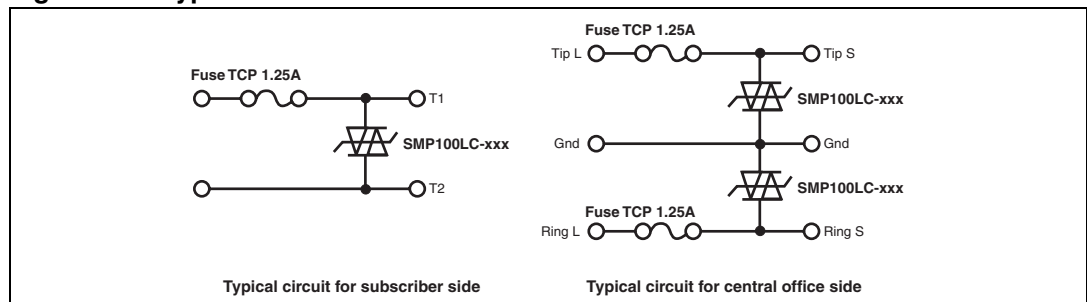 Fuse TCP 1.25A
T1
SMP100LC-xxx
T2
Typical circuit for subscriber side
Fuse TCP 1.25A
Tip L
Tip S
SMP100LC-xxx
Gnd
Gnd
SMP100LC-xxx
Fuse TCP 1.25A
Ring L
Ring S
Typical circuit for central office side